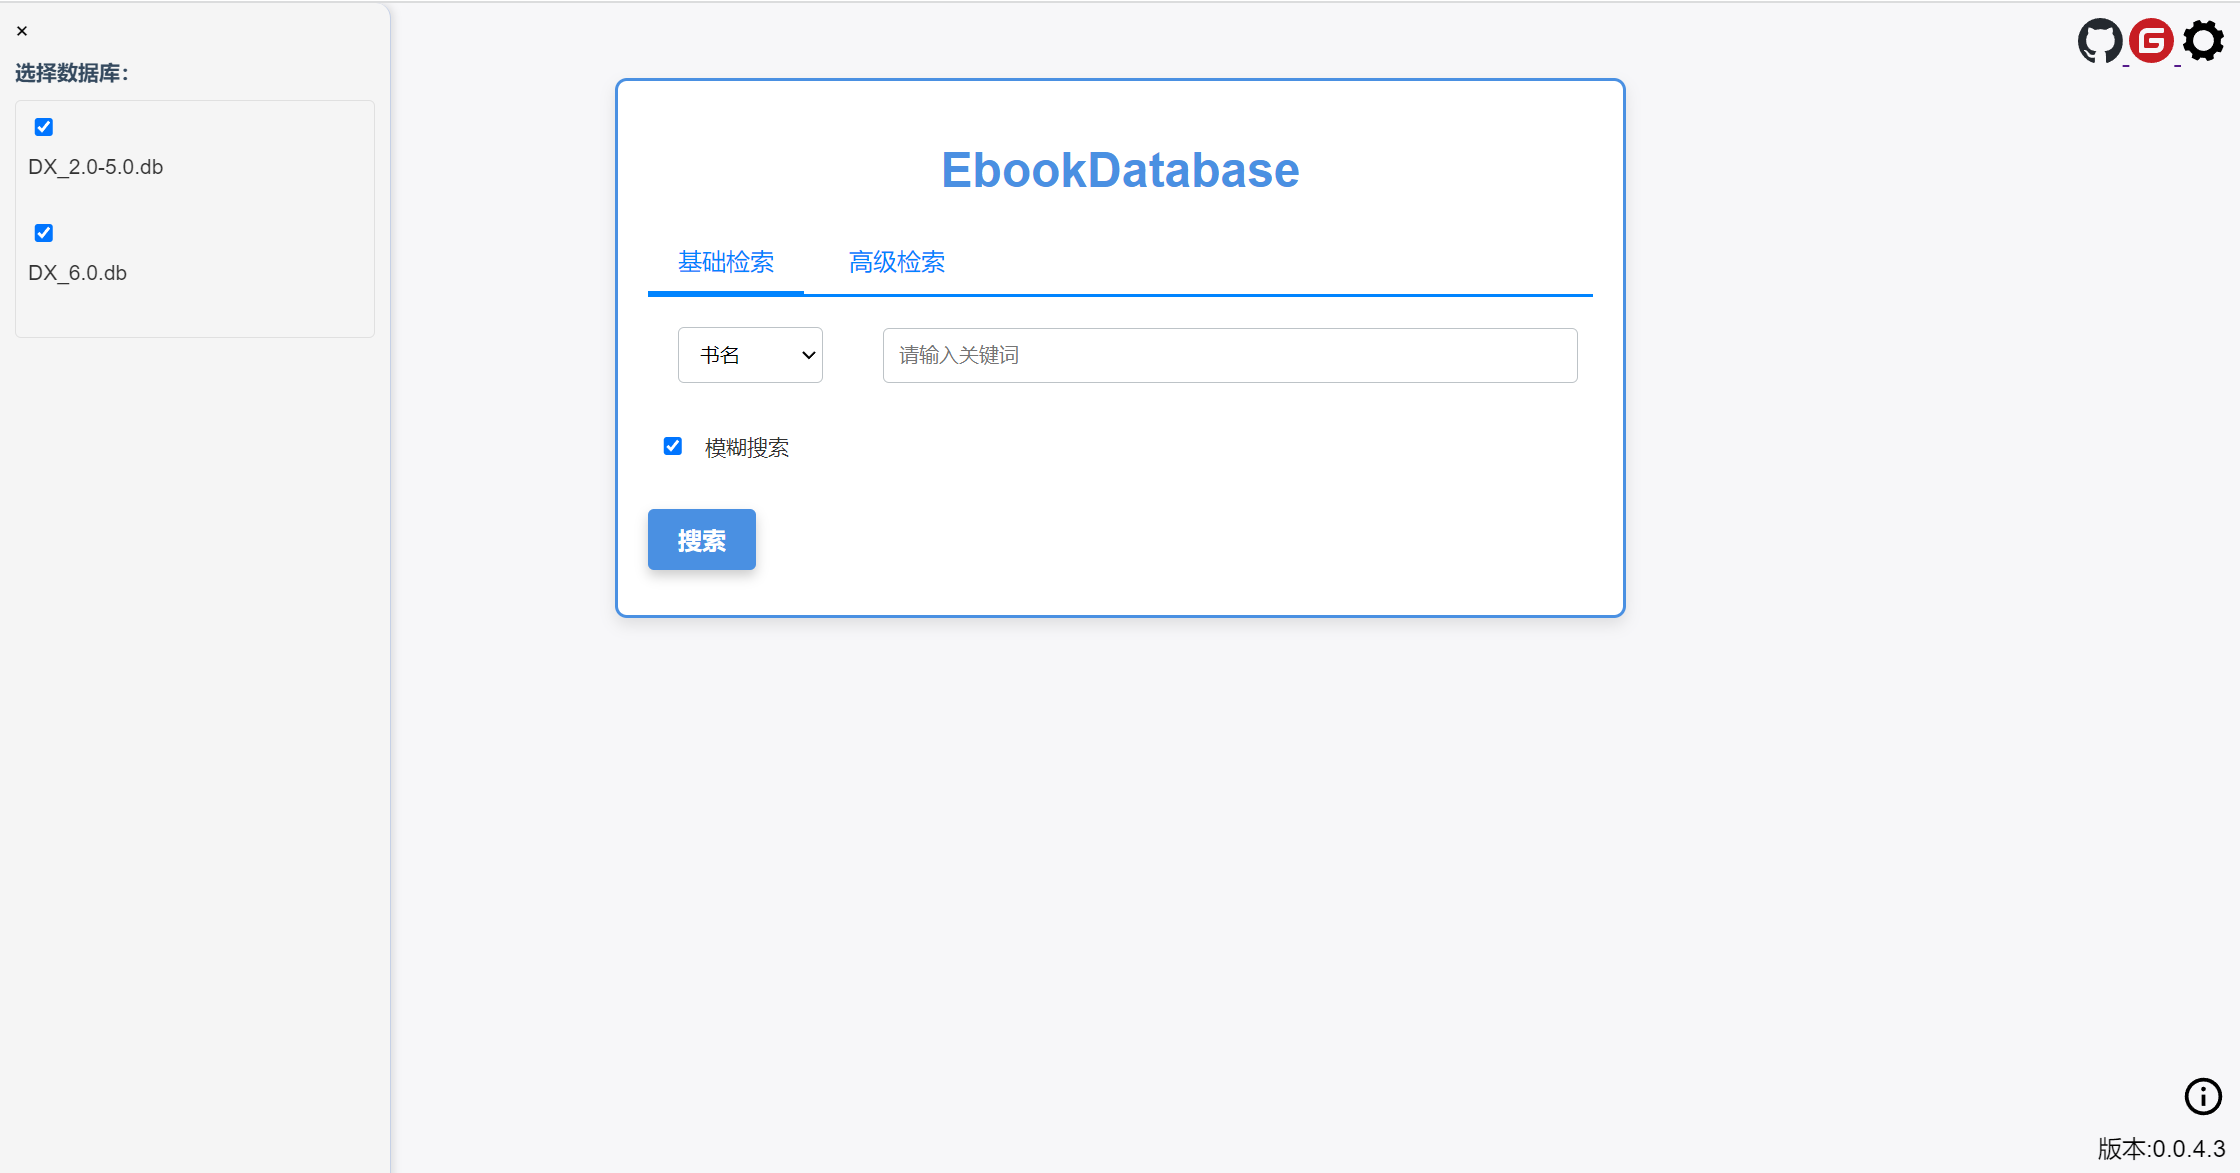 ×
选择数据库：
DX_2.0-5.0.db
DX_6.0.db
EbookDatabase
基础检索 高级检索
书名 请输入关键词
模糊搜索
搜索
版本:0.0.4.3